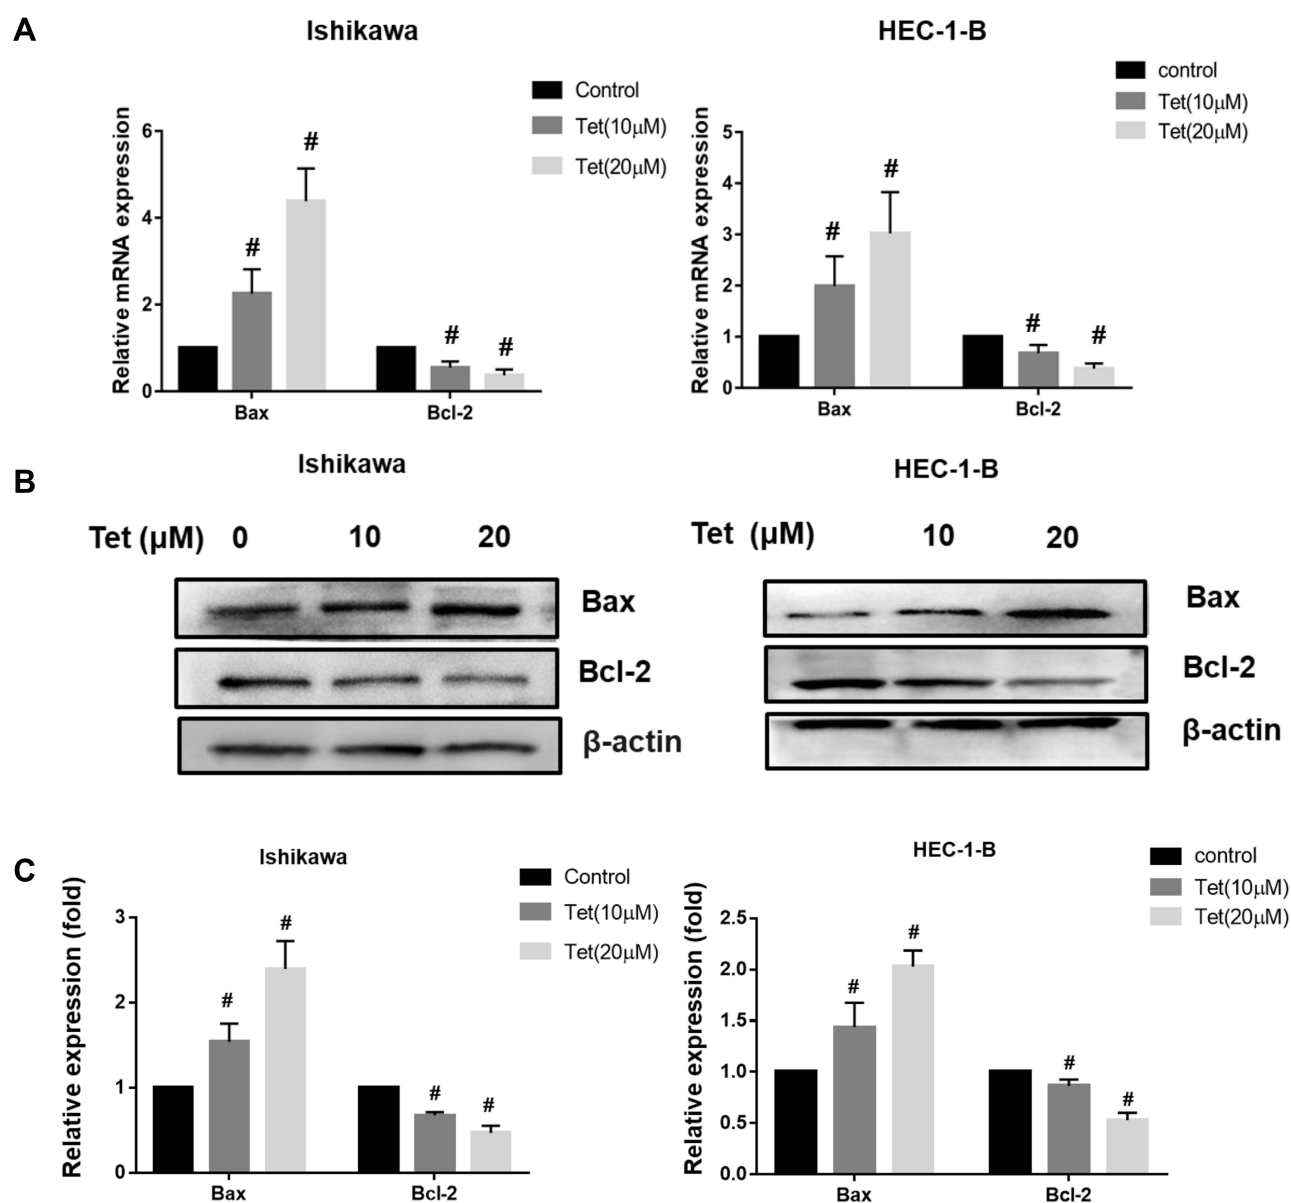 A
Ishikawa
HEC-1-B
Control
Tet(10μM)
Tet(20μM)
control
Tet(10μM)
Tet(20μM)
Relative mRNA expression
6
4
2
0
#
#
#
#
Bax
Bcl-2
Relative mRNA expression
5
4
3
2
1
0
#
#
#
#
Bax
Bcl-2
B
Ishikawa
HEC-1-B
Tet (μM) 0 10 20
Tet (μM) 10 20
Bax
Bcl-2
β-actin
Bax
Bcl-2
β-actin
C
Ishikawa
HEC-1-B
Control
Tet(10μM)
Tet(20μM)
control
Tet(10μM)
Tet(20μM)
Relative expression (fold)
3
2
1
0
#
#
#
#
Bax
Bcl-2
Relative expression (fold)
2.5
2.0
1.5
1.0
0.5
0.0
#
#
#
#
Bax
Bcl-2